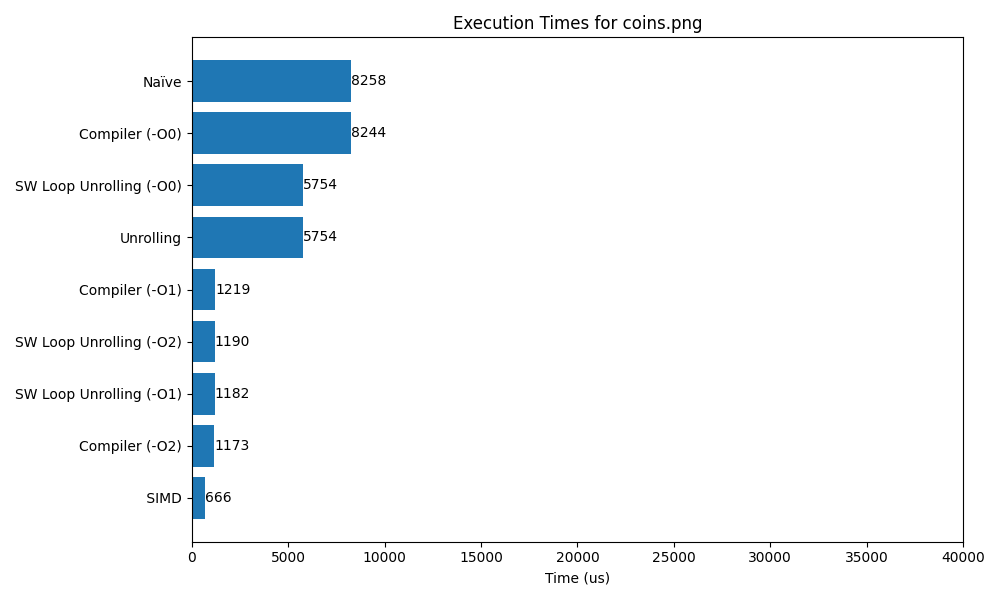 Execution Times for coins.png
Naïve 8258
Compiler (-O0) 8244
SW Loop Unrolling (-O0) 5754
Unrolling 5754
Compiler (-O1) 1219
SW Loop Unrolling (-O2) 1190
SW Loop Unrolling (-O1) 1182
Compiler (-O2) 1173
SIMD 666
0 5000 10000 15000 20000 25000 30000 35000 40000
Time (us)